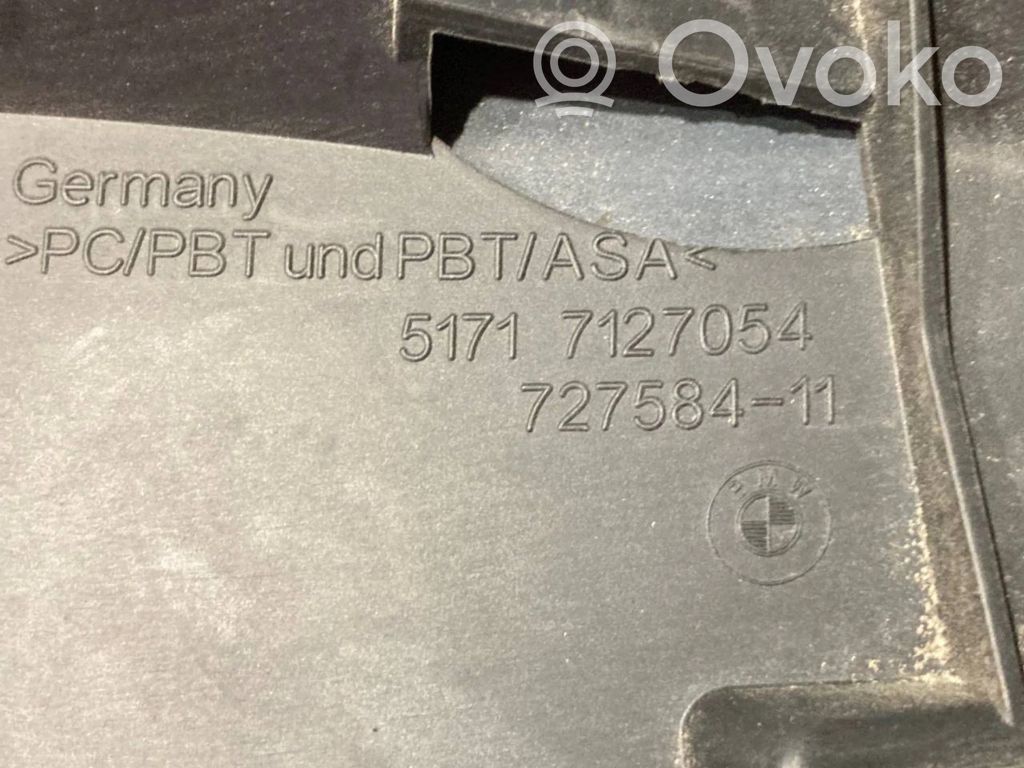 Ovoko
Germany
>PC/PBT und PBT/ASA<
5171 7127054
727584-11
BMW